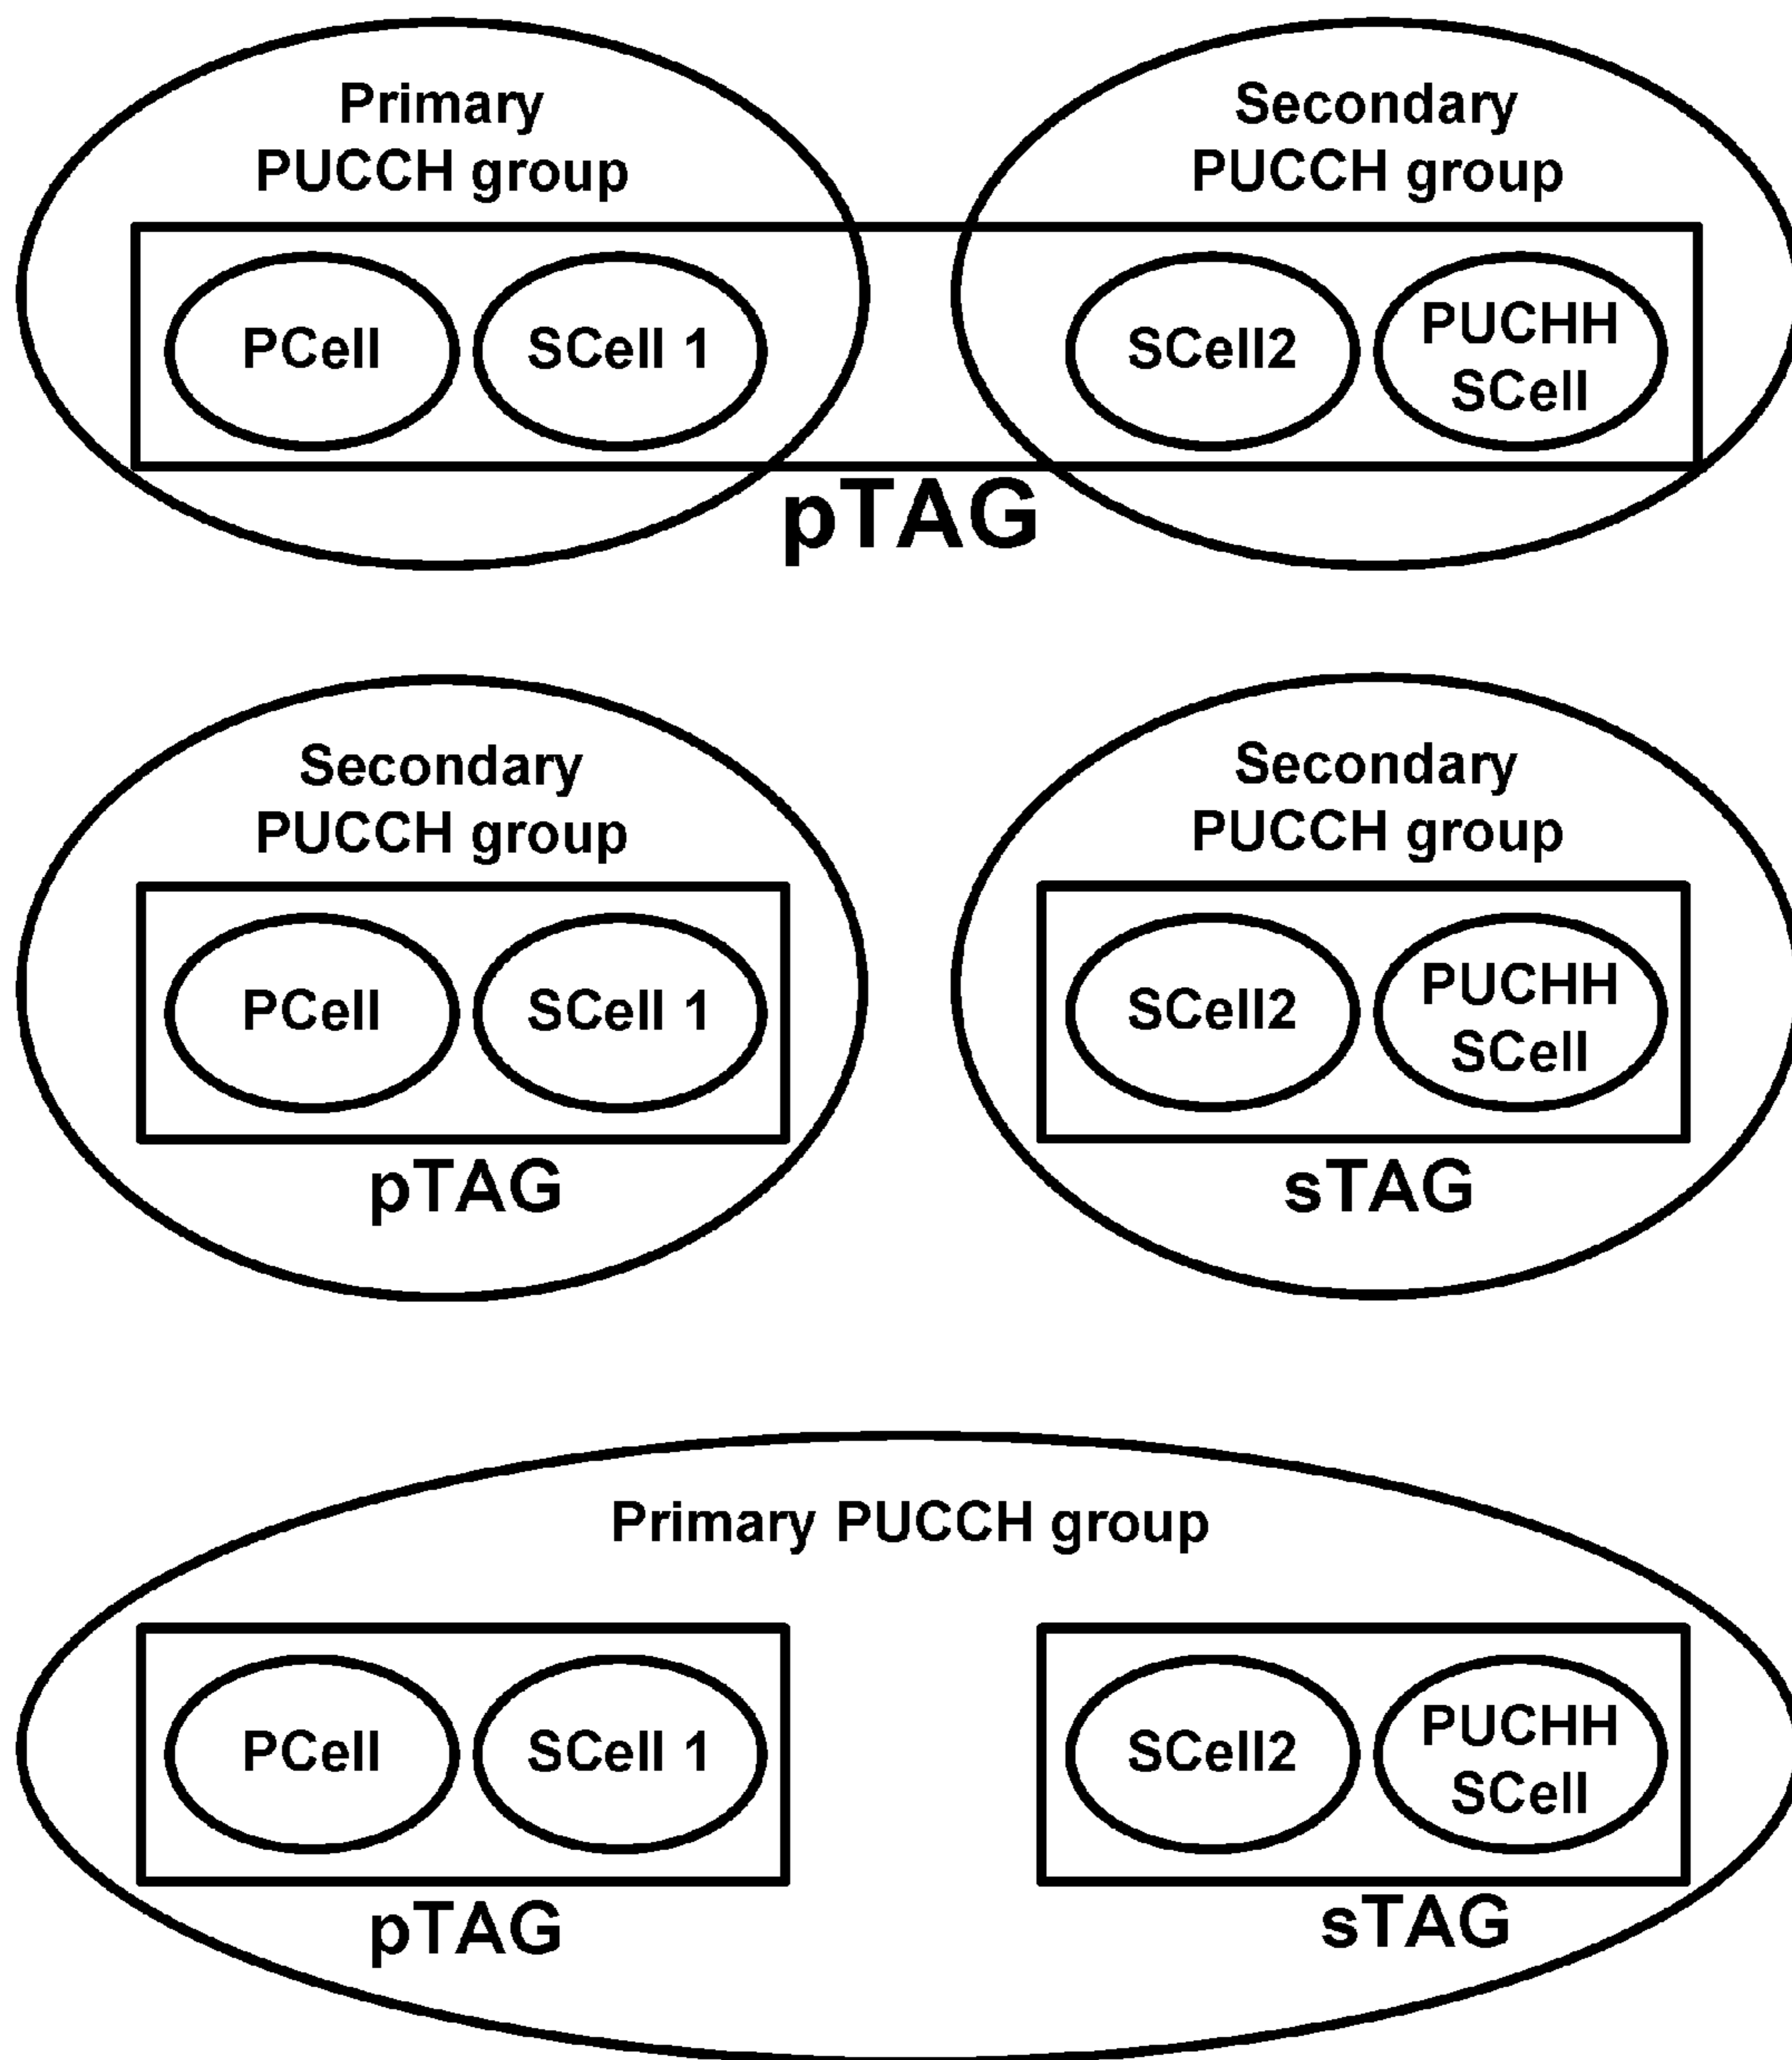 Primary
PUCCH group
Secondary
PUCCH group
PCell
SCell 1
SCell2
PUCHH
SCell
pTAG
Secondary
PUCCH group
Secondary
PUCCH group
PCell
SCell 1
SCell2
PUCHH
SCell
pTAG
sTAG
Primary PUCCH group
PCell
SCell 1
SCell2
PUCHH
SCell
pTAG
sTAG